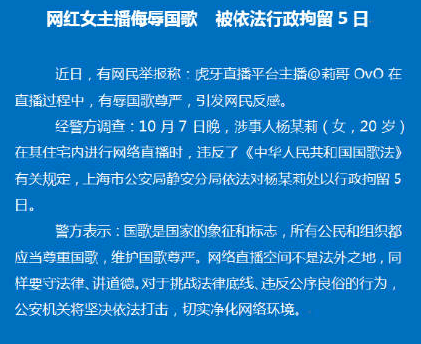 网红女主播侮辱国歌 被依法行政拘留 5 日
近日，有网民举报称：虎牙直播平台主播@莉哥 OvO 在
直播过程中，有辱国歌尊严，引发网民反感。
经警方调查：10 月 7 日晚，涉事人杨某莉（女，20 岁）
在其住宅内进行网络直播时，违反了《中华人民共和国国歌法》
有关规定，上海市公安局静安分局依法对杨某莉处以行政拘留 5
日。
警方表示：国歌是国家的象征和标志，所有公民和组织都
应当尊重国歌，维护国歌尊严。网络直播空间不是法外之地，同
样要守法律、讲道德。对于挑战法律底线、违反公序良俗的行为，
公安机关将坚决依法打击，切实净化网络环境。